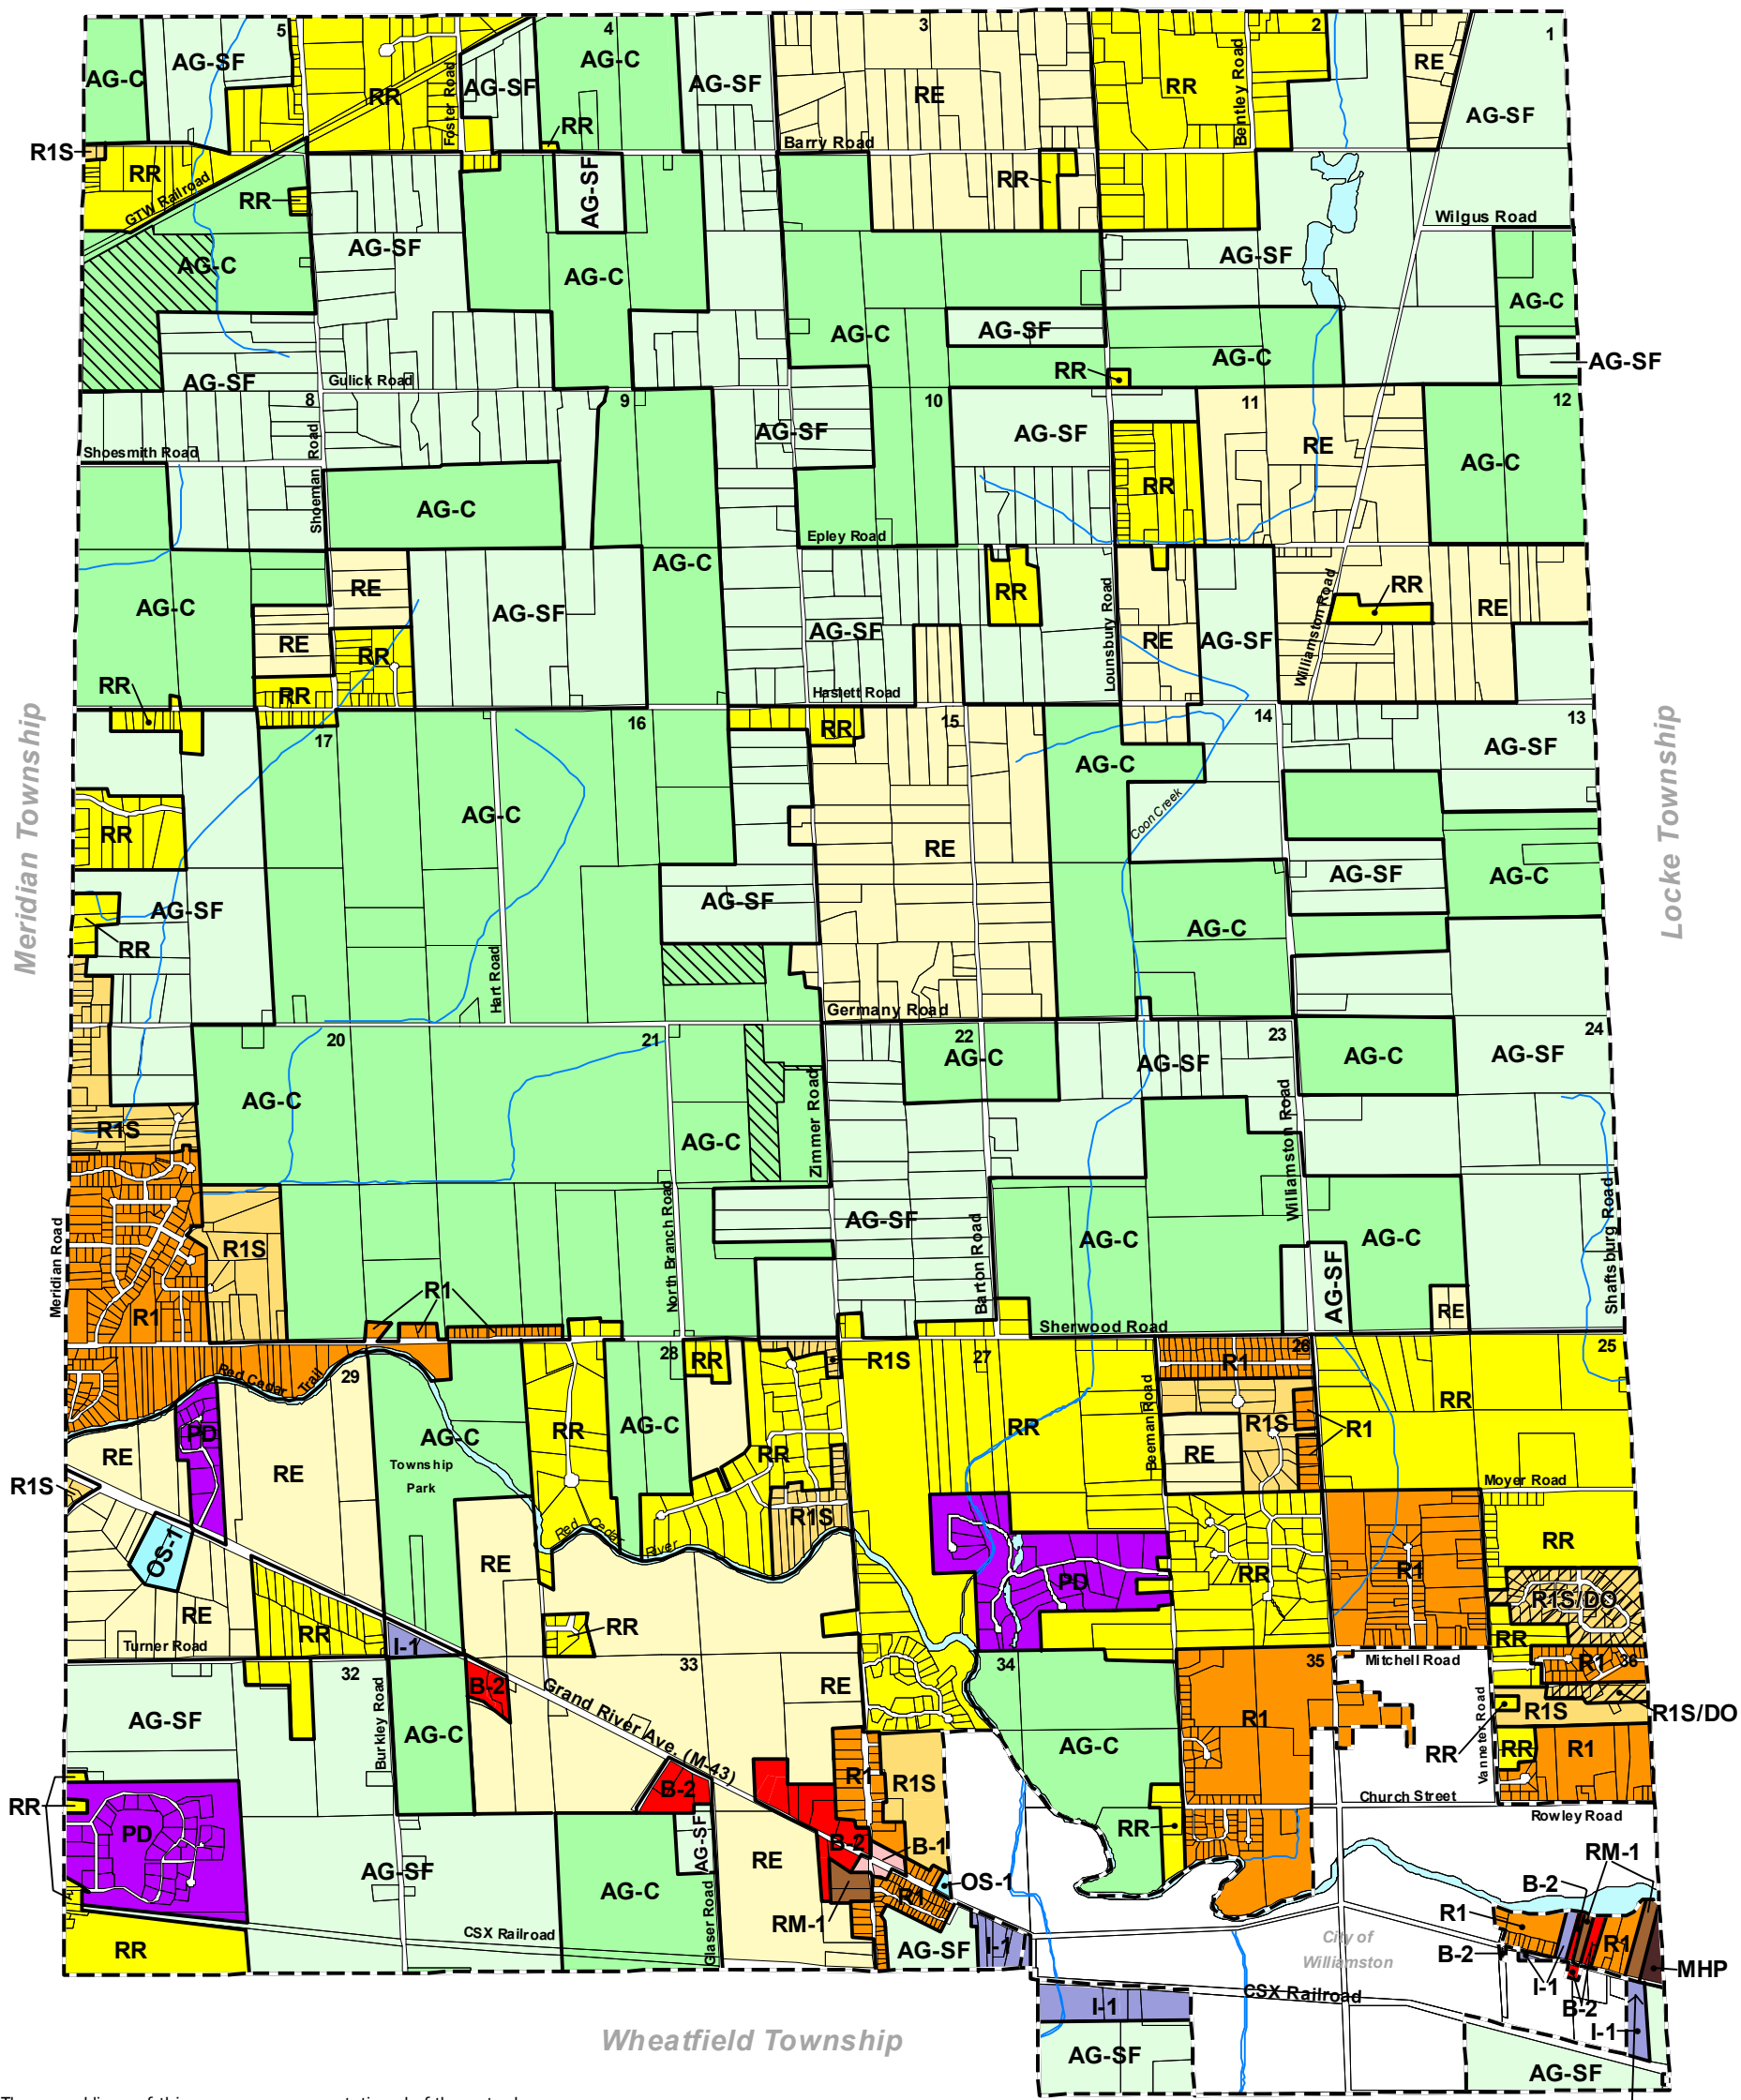 5
4
3
2
1
AG-C
AG-SF
RR
Foster Road
AG-SF
AG-C
AG-SF
RE
RR
Bentley Road
RE
AG-SF
R1S
RR
GTW Railroad
RR
RR
AG-SF
Barry Road
RR
Wilgus Road
AG-C
AG-SF
AG-C
AG-SF
AG-C
AG-C
AG-SF
AG-C
AG-SF
RR
AG-SF
Gulick Road
8
9
10
11
12
Shoesmith Road
Shoeman Road
AG-SF
AG-SF
RE
AG-C
AG-C
RR
Epley Road
AG-C
AG-C
RE
AG-SF
RR
Lounsbury Road
Williamston Road
RR
RE
RE
RR
AG-SF
RE
AG-SF
RR
RR
Haslett Road
Meridian Township
Locke Township
17
16
15
14
13
RR
AG-C
AG-SF
AG-C
Coon Creek
RR
RE
AG-SF
AG-C
AG-SF
AG-SF
RR
AG-C
Hart Road
Germany Road
20
21
22
23
24
AG-C
AG-SF
AG-C
AG-SF
AG-C
R1S
AG-C
Zimmer Road
Williamston Road
Meridian Road
R1S
North Branch Road
AG-SF
Barton Road
AG-C
AG-C
Shaftsburg Road
R1
R1
AG-SF
RE
Sherwood Road
Red Cedar Trail
29
28
RR
R1S
27
R1
26
25
PD
RE
RE
AG-C
Township
Park
RR
AG-C
RR
RR
Beeman Road
R1S
R1
RE
RR
R1S
Moyer Road
OS-1
Red Cedar River
R1S
RE
PD
RR
R1
RR
R1S/DO
RE
RR
RR
RR
Turner Road
I-1
Mitchell Road
32
33
34
35
36
B-2
RE
R1
AG-SF
Burkley Road
AG-C
Grand River Ave. (M-43)
AG-C
R1
Vanneter Road
R1S
R1S/DO
RR
RR
R1
B-2
R1
R1S
Church Street
Rowley Road
RR
PD
AG-SF
AG-C
AG-SF
Glaser Road
RE
B-2
B-1
RR
RM-1
OS-1
R1
RM-1
B-2
R1
RR
CSX Railroad
AG-SF
I-1
City of
Williamston
B-2
R1
MHP
I-1
B-2
I-1
CSX Railroad
I-1
Wheatfield Township
AG-SF
AG-SF